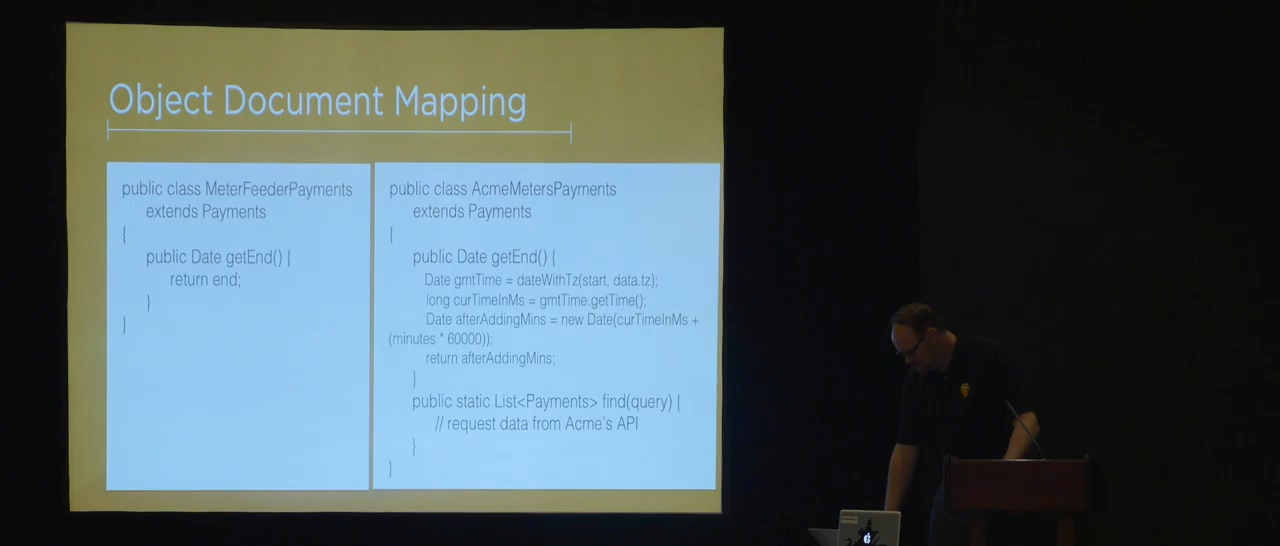 Object Document Mapping
public class MeterFeederPayments
extends Payments
{
public Date getEnd() {
return end;
}
}
public class AcmeMetersPayments
extends Payments
{
public Date getEnd() {
Date gmtTime = dateWithTz(start, data.tz);
long curTimeInMs = gmtTime.getTime();
Date afterAddingMins = new Date(curTimeInMs +
(minutes * 60000));
return afterAddingMins;
}
public static List<Payments> find(query) {
// request data from Acme's API
}
}